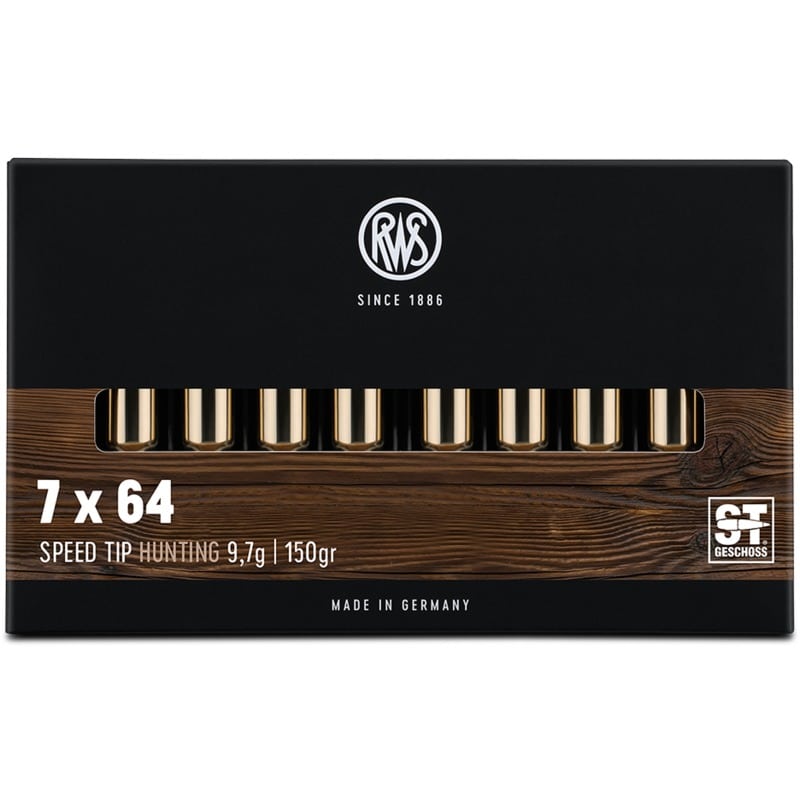 RWS
SINCE 1886
7 x 64
SPEED TIP HUNTING 9,7g | 150gr
ST®
GESCHOSS
MADE IN GERMANY